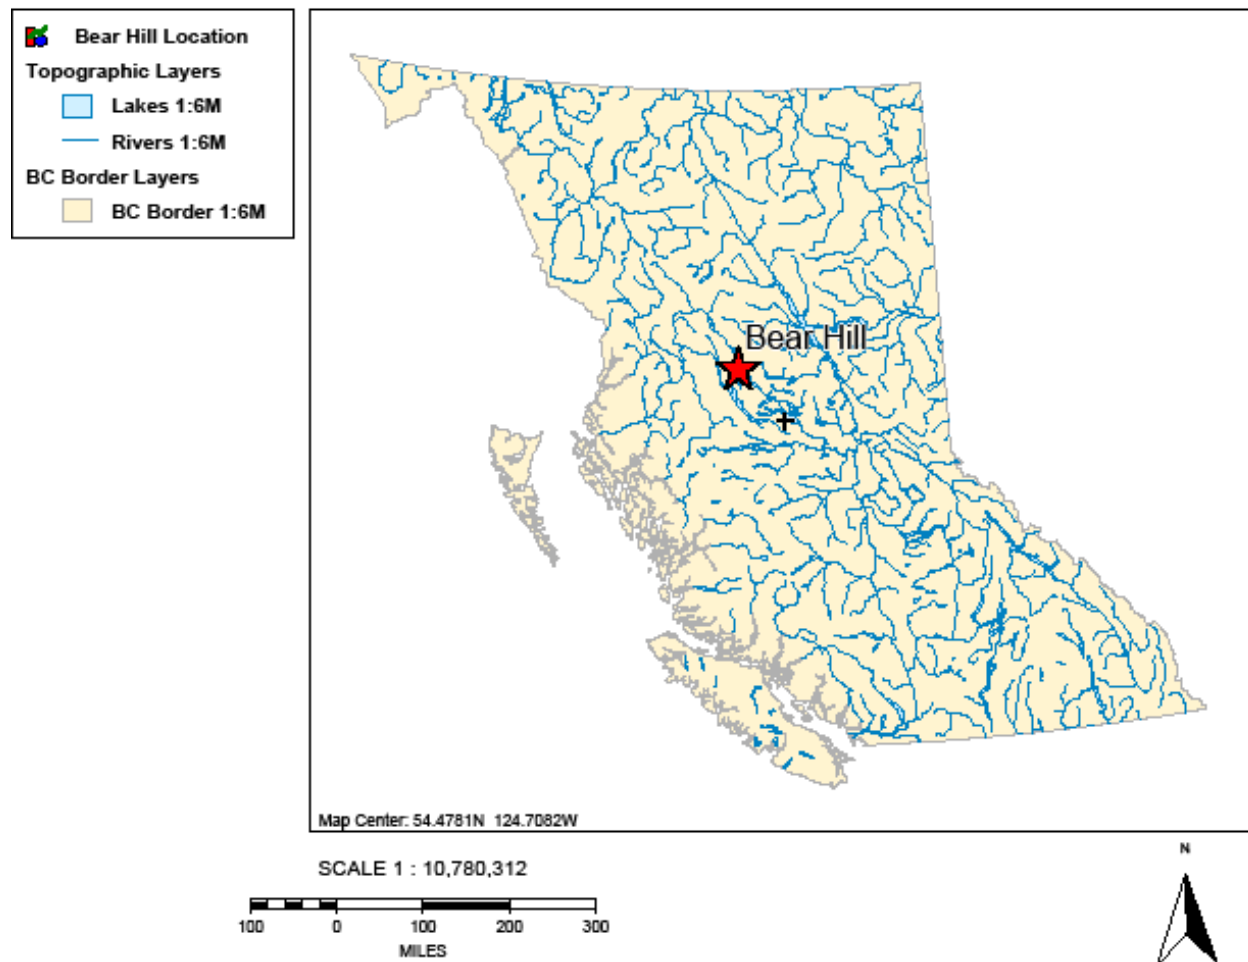 Bear Hill Location
Topographic Layers
Lakes 1:6M
Rivers 1:6M
BC Border Layers
BC Border 1:6M
Bear Hill
Map Center: 54.4781N 124.7082W
SCALE 1 : 10,780,312
100 0 100 200 300
MILES
N